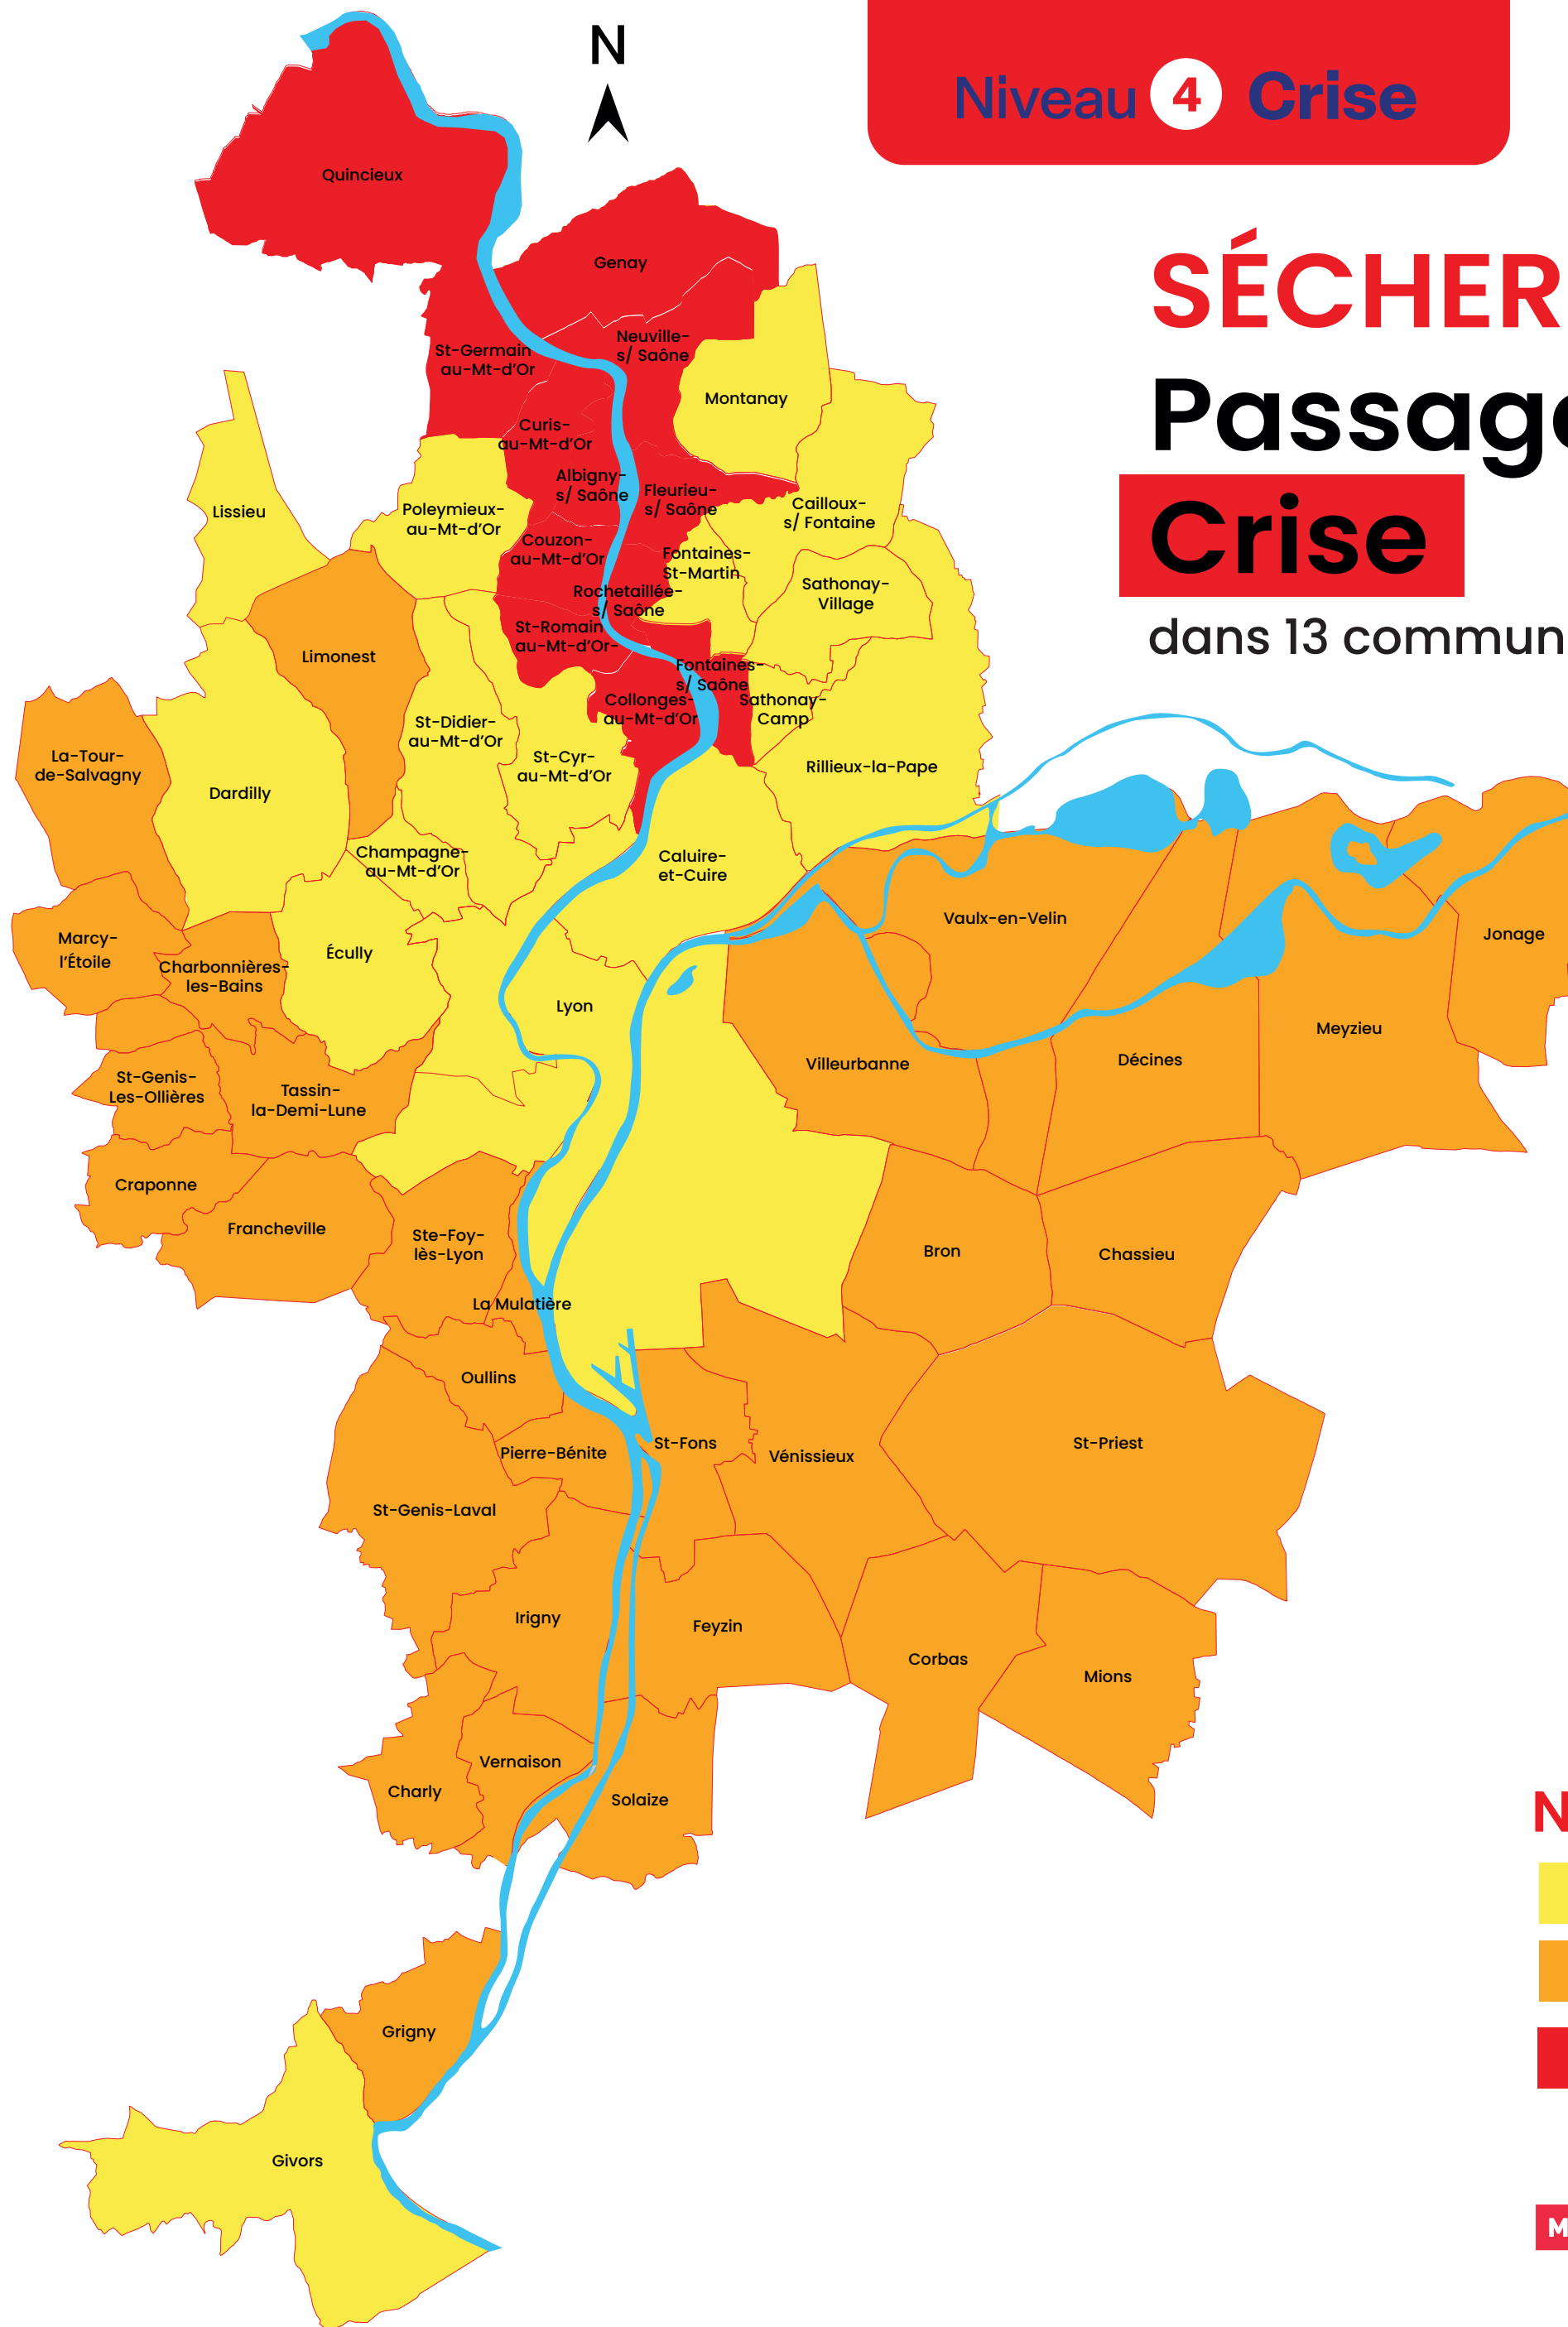 N
Niveau 4 Crise
SÉCHER
Passage
Crise
dans 13 commun
Quincieux
Genay
Neuville-
s/ Saône
St-Germain
au-Mt-d'Or
Montanay
Curis-
au-Mt-d'Or
Albigny-
s/ Saône
Fleurieu-
s/ Saône
Cailloux-
s/ Fontaine
Lissieu
Poleymieux-
au-Mt-d'Or
Couzon-
au-Mt-d'Or
Fontaines-
St-Martin
Sathonay-
Village
Rochetaillée-
s/ Saône
St-Romain
au-Mt-d'Or-
Limonest
Fontaines-
s/ Saône
Collonges-
au-Mt-d'Or
Sathonay-
Camp
St-Didier-
au-Mt-d'Or
St-Cyr-
au-Mt-d'Or
Rillieux-la-Pape
La-Tour-
de-Salvagny
Dardilly
Champagne-
au-Mt-d'Or
Caluire-
et-Cuire
Vaulx-en-Velin
Jonage
Marcy-
l'Étoile
Charbonnières-
les-Bains
Écully
Lyon
Meyzieu
Villeurbanne
Décines
St-Genis-
Les-Ollières
Tassin-
la-Demi-Lune
Craponne
Francheville
Ste-Foy-
lès-Lyon
Bron
Chassieu
La Mulatière
Oullins
Pierre-Bénite
St-Fons
Vénissieux
St-Priest
St-Genis-Laval
Irigny
Feyzin
Corbas
Mions
Vernaison
Charly
Solaize
N
Grigny
Givors
M